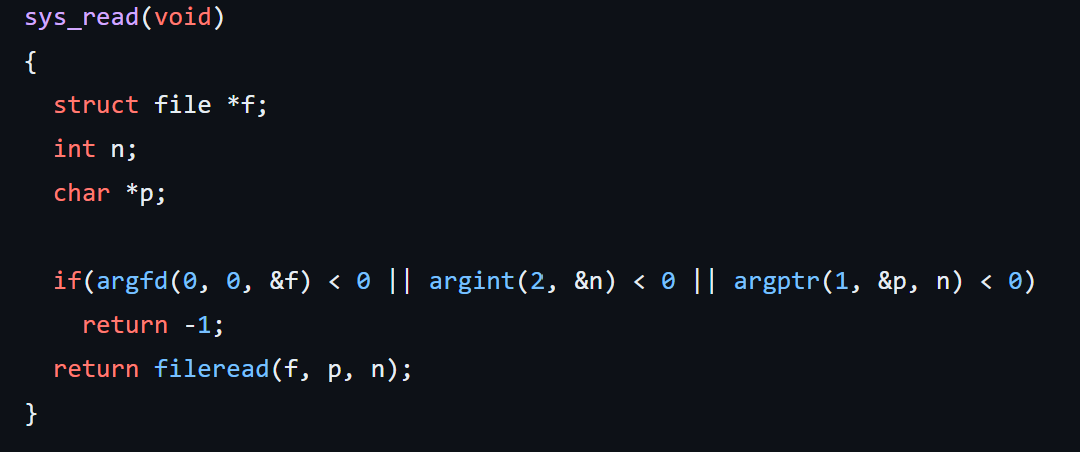 sys_read(void)
{
  struct file *f;
  int n;
  char *p;

  if(argfd(0, 0, &f) < 0 || argint(2, &n) < 0 || argptr(1, &p, n) < 0)
    return -1;
  return fileread(f, p, n);
}